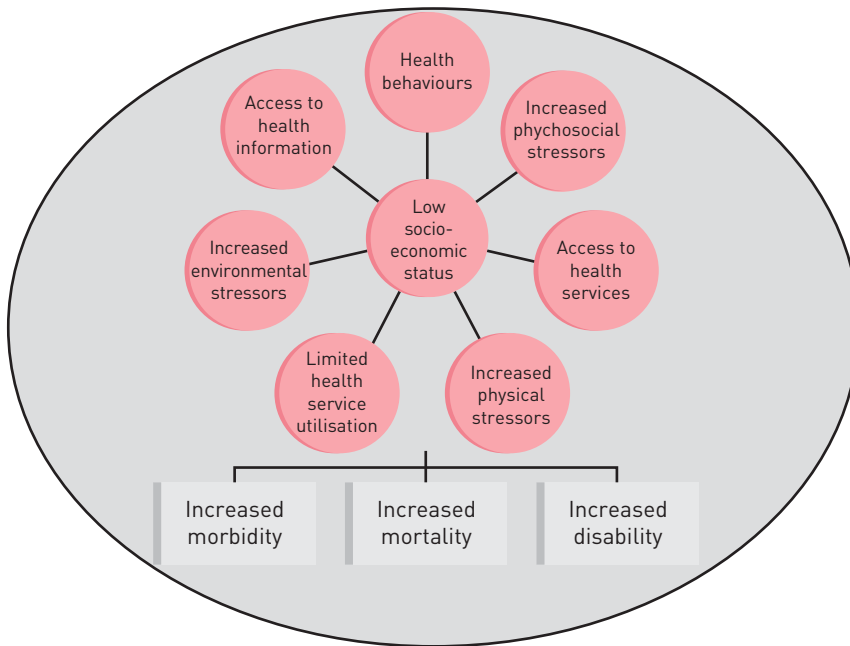 Health
behaviours
Increased
phychosocial
stressors
Access to
health
services
Increased
physical
stressors
Limited
health
service
utilisation
Increased
environmental
stressors
Access to
health
information
Low
socio-
economic
status
Increased
morbidity
Increased
mortality
Increased
disability